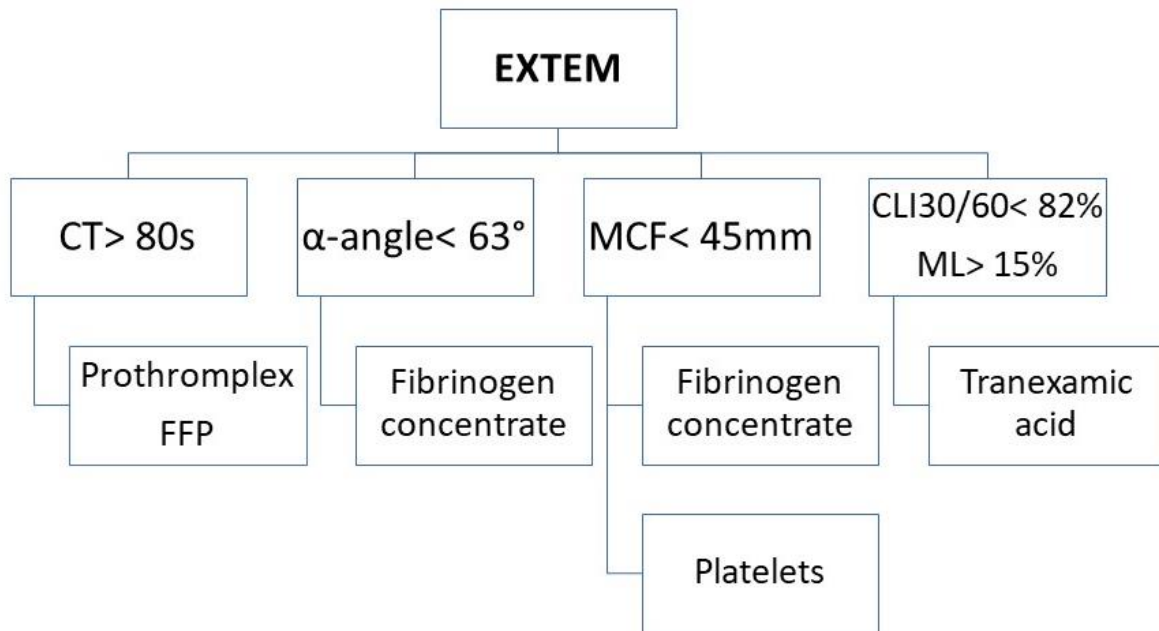 EXTEM
CT> 80s
α-angle< 63°
MCF< 45mm
CLI30/60< 82%
ML> 15%
Prothromplex
FFP
Fibrinogen
concentrate
Fibrinogen
concentrate
Tranexamic
acid
Platelets